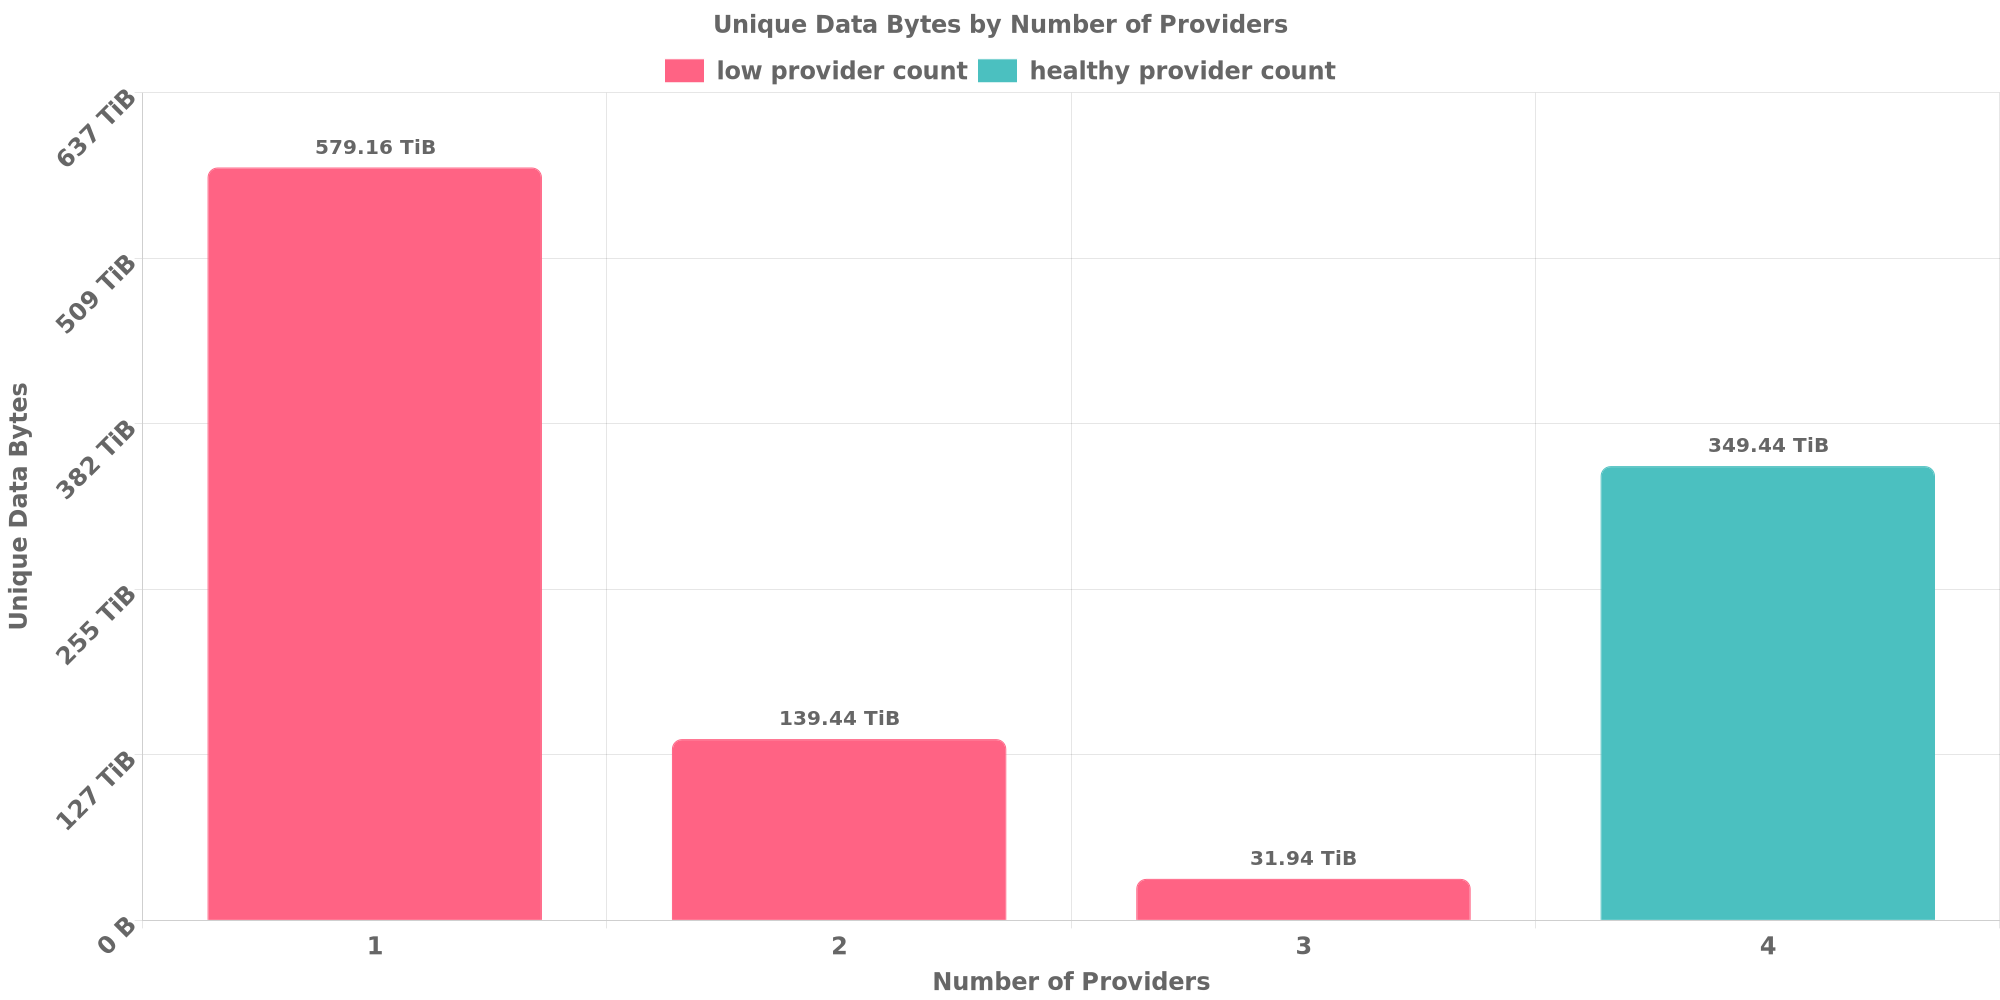 Unique Data Bytes by Number of Providers
low provider count healthy provider count
637 TiB
509 TiB
382 TiB
255 TiB
127 TiB
0 B
Unique Data Bytes
579.16 TiB
139.44 TiB
31.94 TiB
349.44 TiB
1 2 3 4
Number of Providers